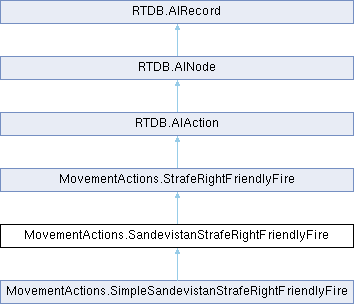 RTDB.AIRecord
RTDB.AINode
RTDB.AIAction
MovementActions.StrafeRightFriendlyFire
MovementActions.SandevistanStrafeRightFriendlyFire
MovementActions.SimpleSandevistanStrafeRightFriendlyFire